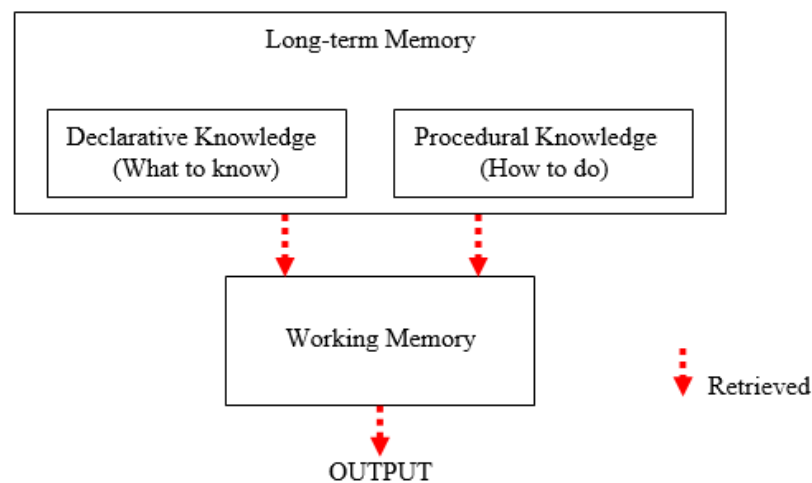 Long-term Memory
Declarative Knowledge
(What to know)
Procedural Knowledge
(How to do)
Working Memory
Retrieved
OUTPUT